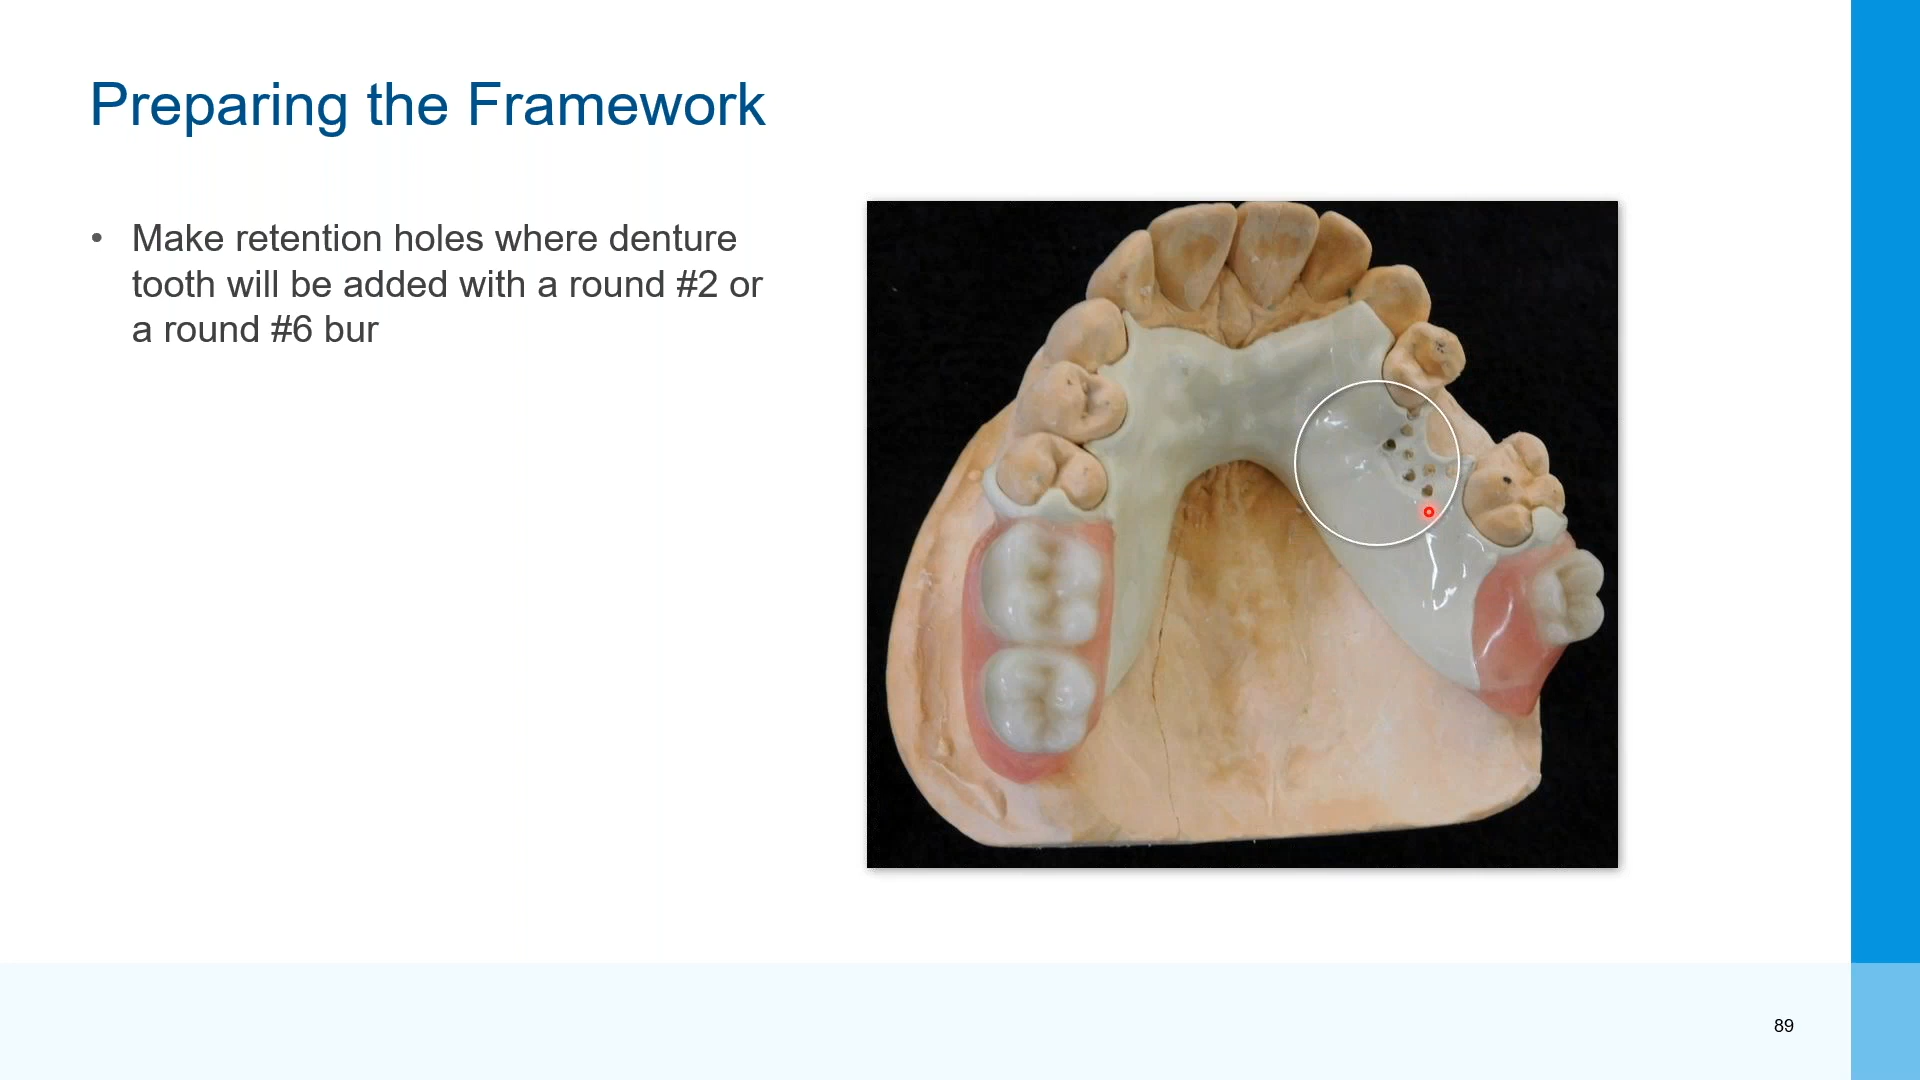 Preparing the Framework
• Make retention holes where denture
tooth will be added with a round #2 or
a round #6 bur
89